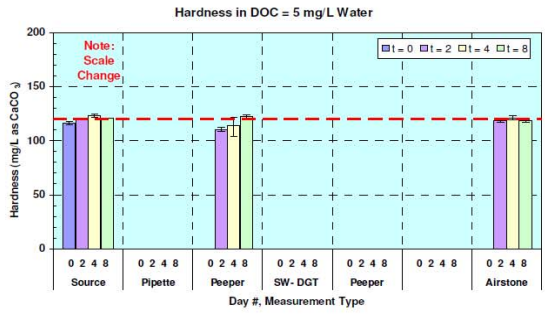 Hardness in DOC = 5 mg/L Water
Note:
Scale
Change
t = 0 t = 2 t = 4 t = 8
200
150
100
50
0
Hardness (mg/L as CaCO 3)
0 2 4 8 0 2 4 8 0 2 4 8 0 2 4 8 0 2 4 8 0 2 4 8 0 2 4 8
Source Pipette Peeper SW- DGT Peeper Airstone
Day #, Measurement Type